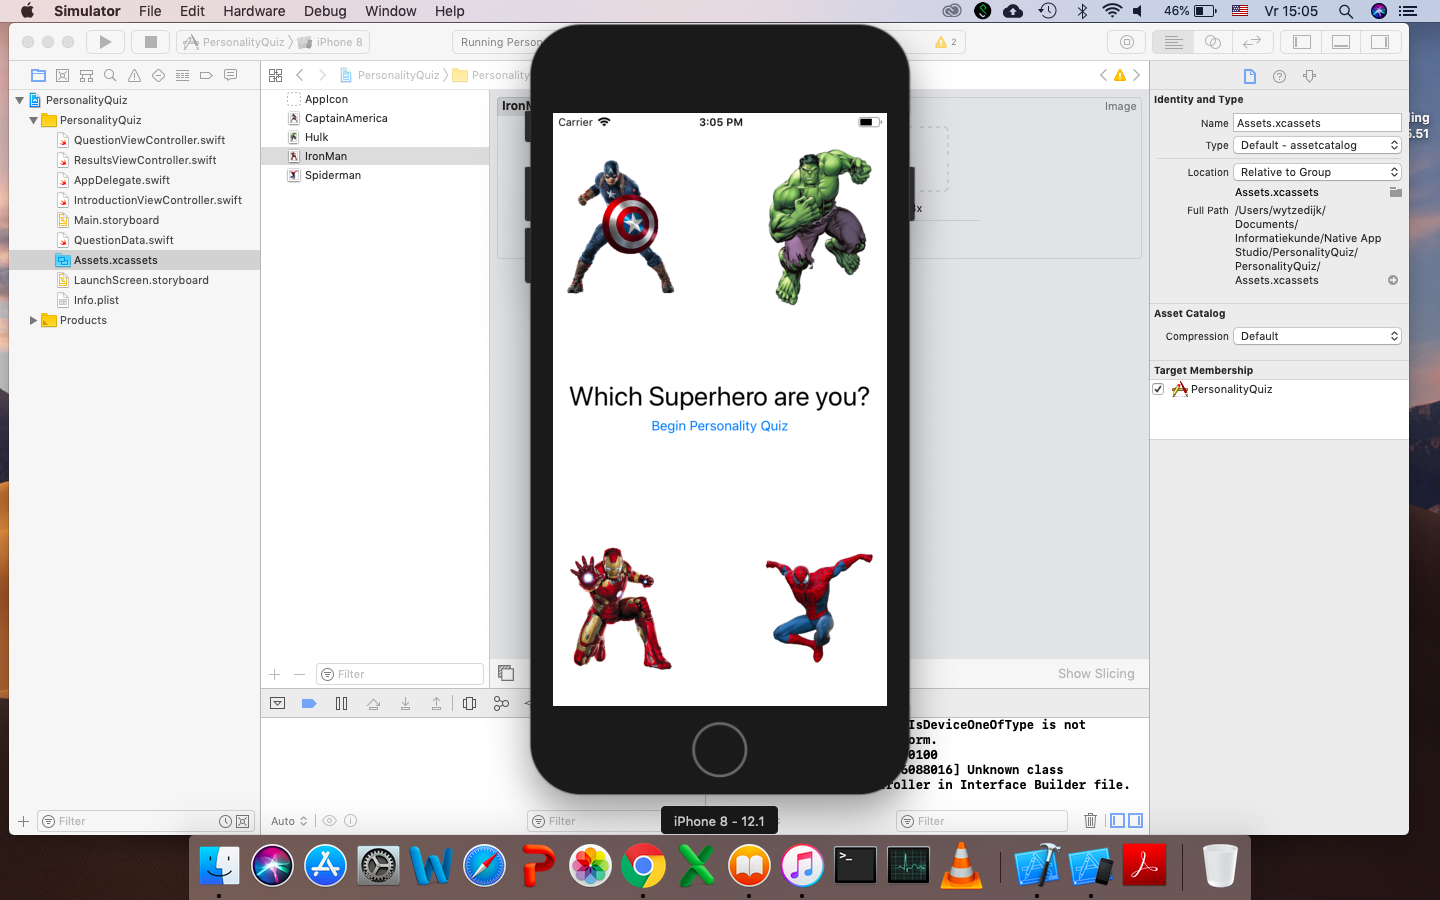 Simulator File Edit Hardware Debug Window Help 46% Vr 15:05
PersonalityQuiz iPhone 8 Running Person 2
PersonalityQuiz Personality
PersonalityQuiz
PersonalityQuiz
QuestionViewController.swift
ResultsViewController.swift
AppDelegate.swift
IntroductionViewController.swift
Main.storyboard
QuestionData.swift
Assets.xcassets
LaunchScreen.storyboard
Info.plist
Products
Filter
AppIcon
CaptainAmerica
Hulk
IronMan
Spiderman
Filter
IronM
Image
3x
Show Slicing
Carrier 3:05 PM
Which Superhero are you?
Begin Personality Quiz
iPhone 8 - 12.1
IsDeviceOneOfType is not
orm.
0100
6088016] Unknown class
roller in Interface Builder file.
Auto
Filter
Filter
Identity and Type
Name Assets.xcassets
Type Default - assetcatalog
Location Relative to Group
Assets.xcassets
Full Path /Users/wytzedijk/
Documents/
Informatiekunde/Native App
Studio/PersonalityQuiz/
PersonalityQuiz/
Assets.xcassets
Asset Catalog
Compression Default
Target Membership
PersonalityQuiz
ling
5.51